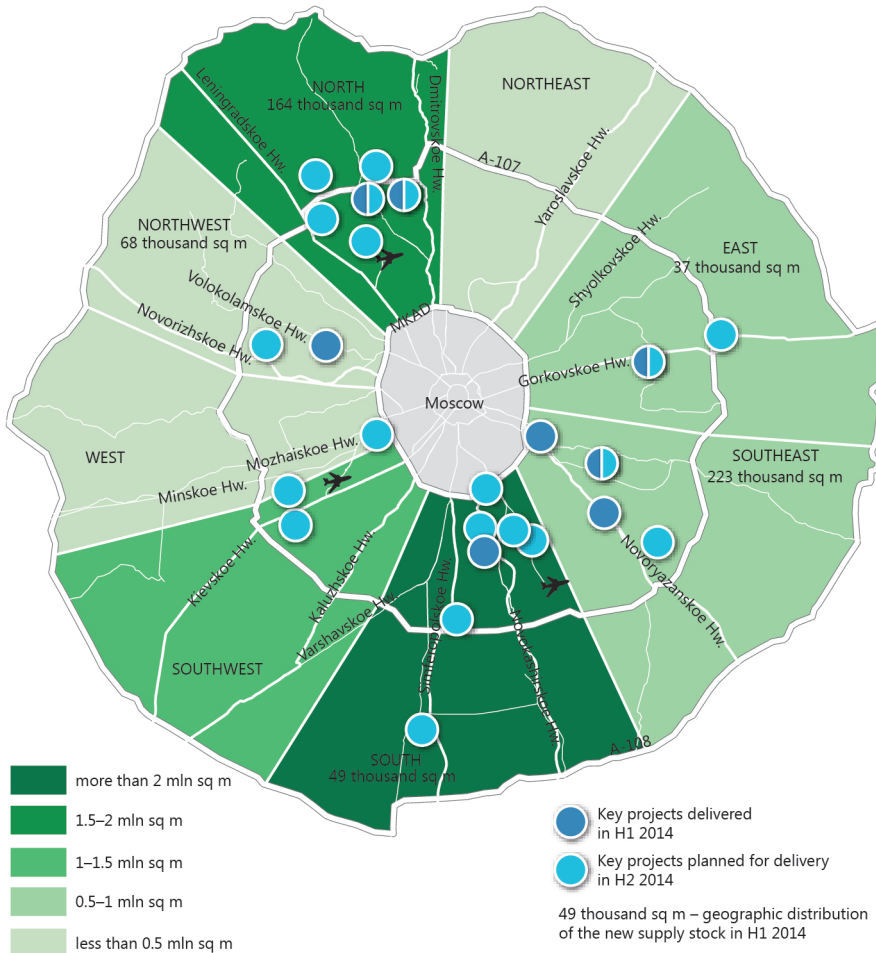 NORTH
164 thousand sq m
Leningradskoe Hw.
Dmitrovskoe Hw.
NORTHEAST
A-107
Yaroslavskoe Hw.
NORTHWEST
68 thousand sq m
Shyolkovskoe Hw.
EAST
37 thousand sq m
Volokolamskoe Hw.
Novorizhskoe Hw.
MKAD
Gorkovskoe Hw.
Moscow
WEST
Mozhaiskoe Hw.
Minskoe Hw.
SOUTHEAST
223 thousand sq m
Kievskoe Hw.
Kaluzhskoe Hw.
Varshavskoe Hw.
Simferopolskoe Hw.
Novokashirskoe Hw.
Novoryazanskoe Hw.
SOUTHWEST
A-108
SOUTH
49 thousand sq m
more than 2 mln sq m
1.5–2 mln sq m
1–1.5 mln sq m
0.5–1 mln sq m
less than 0.5 mln sq m
Key projects delivered
in H1 2014
Key projects planned for delivery
in H2 2014
49 thousand sq m – geographic distribution
of the new supply stock in H1 2014